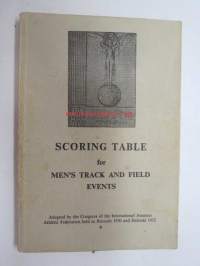 SCORING TABLE
for
MEN'S TRACK AND FIELD
EVENTS
Adopted by the Congress of the International Amateur
Athletic Federation held in Brussels 1950 and Helsinki 1952